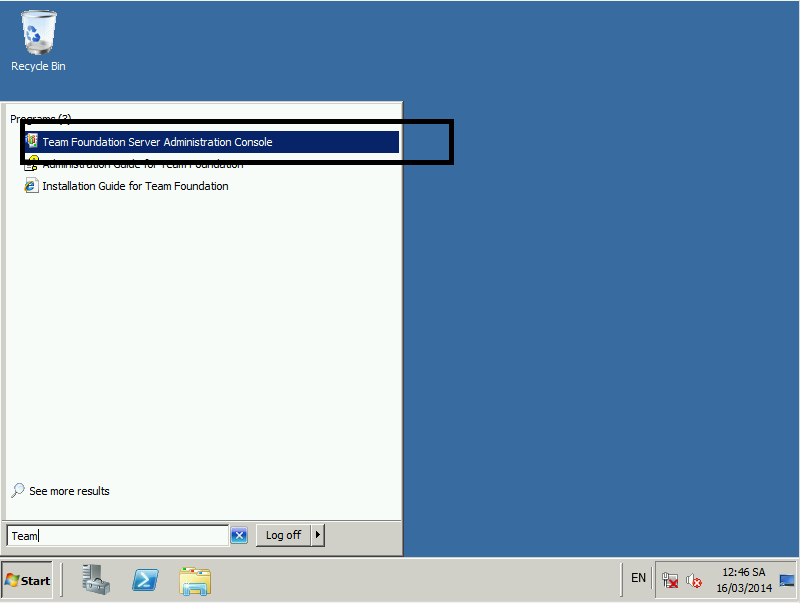 Recycle Bin
Programs (3)
Team Foundation Server Administration Console
Administration Guide for Team Foundation
Installation Guide for Team Foundation
See more results
Team
Log off
Start
EN
12:46 SA
16/03/2014